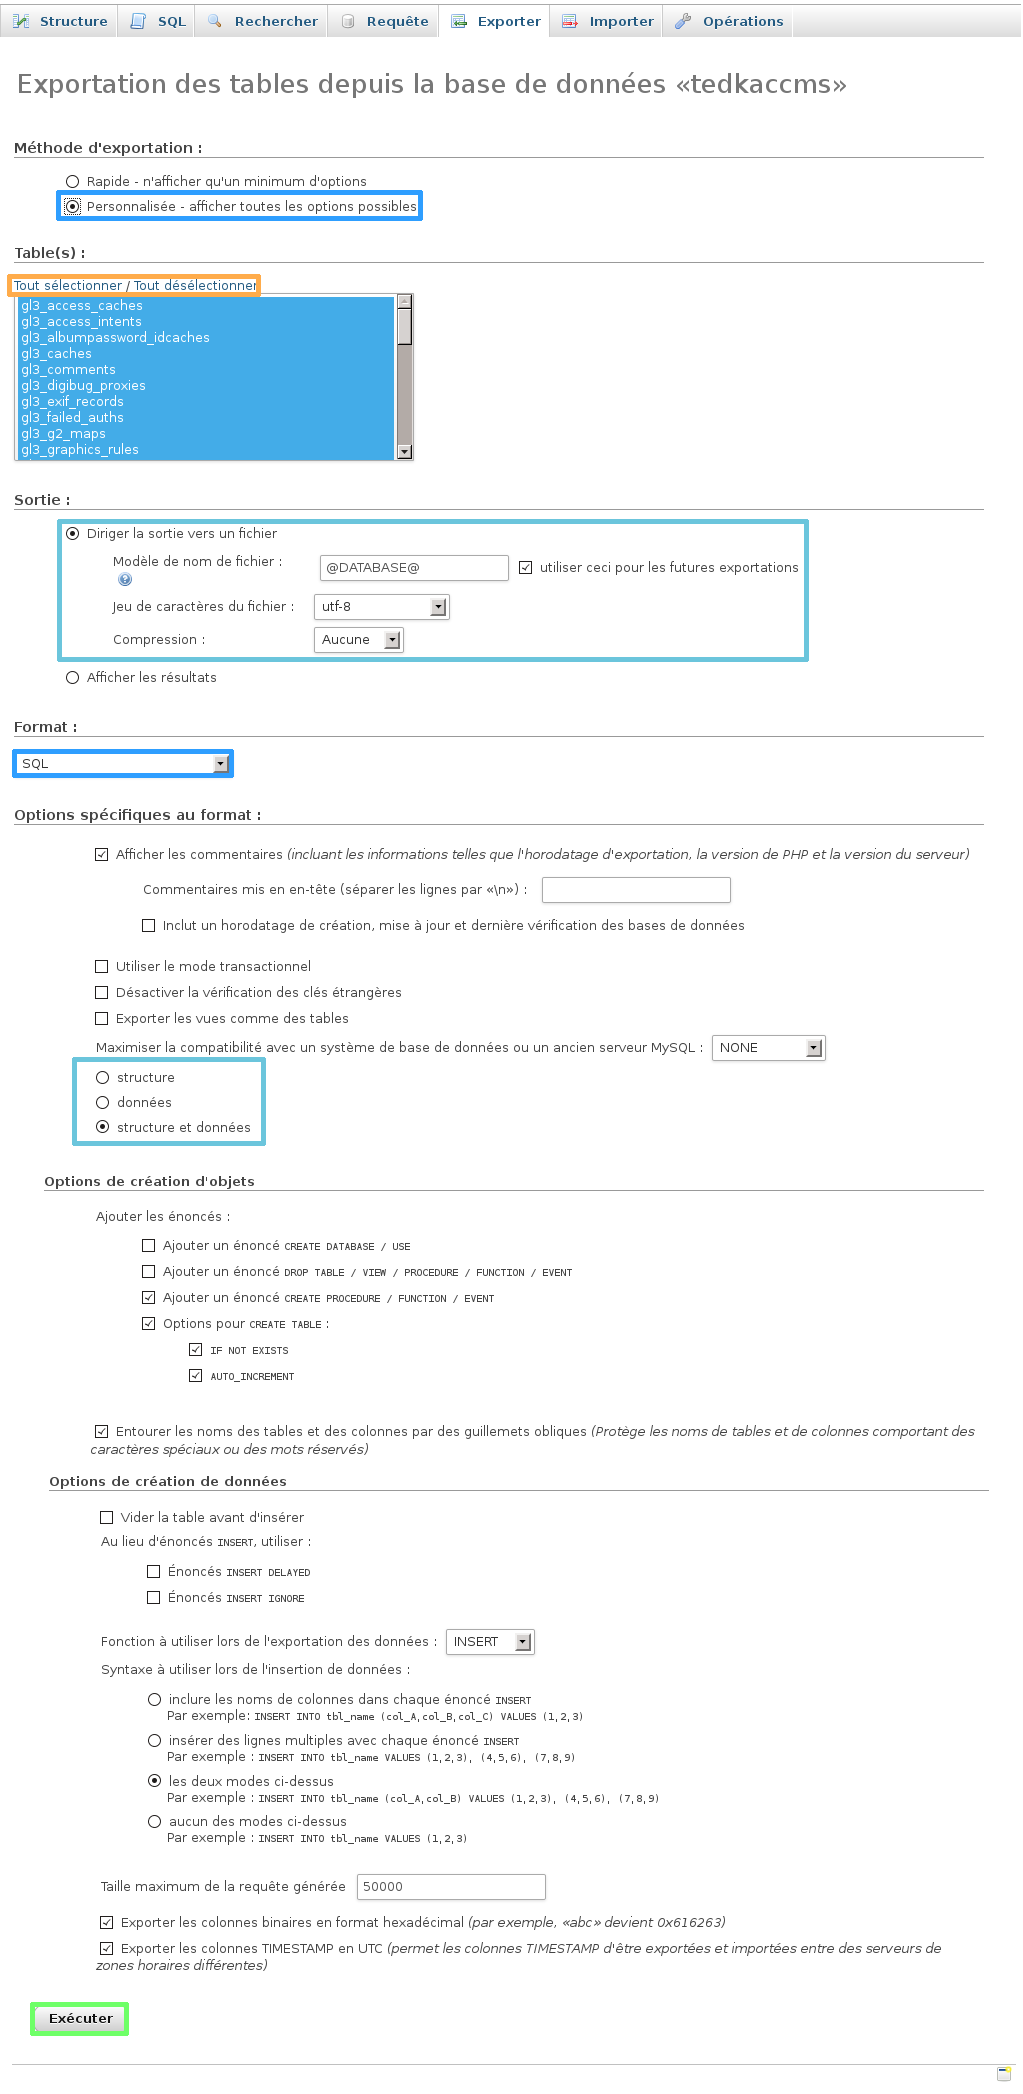 Structure SQL Rechercher Requête Exporter Importer Opérations
Exportation des tables depuis la base de données «tedkaccms»
Méthode d'exportation :
Rapide - n'afficher qu'un minimum d'options
Personnalisée - afficher toutes les options possibles
Table(s) :
Tout sélectionner / Tout désélectionner
gl3_access_caches
gl3_access_intents
gl3_albumpassword_idcaches
gl3_caches
gl3_comments
gl3_digibug_proxies
gl3_exif_records
gl3_failed_auths
gl3_g2_maps
gl3_graphics_rules
Sortie :
Diriger la sortie vers un fichier
Modèle de nom de fichier : @DATABASE@ utiliser ceci pour les futures exportations
Jeu de caractères du fichier : utf-8
Compression : Aucune
Afficher les résultats
Format :
SQL
Options spécifiques au format :
Afficher les commentaires (incluant les informations telles que l'horodatage d'exportation, la version de PHP et la version du serveur)
Commentaires mis en en-tête (séparer les lignes par «\n») :
Inclut un horodatage de création, mise à jour et dernière vérification des bases de données
Utiliser le mode transactionnel
Désactiver la vérification des clés étrangères
Exporter les vues comme des tables
Maximiser la compatibilité avec un système de base de données ou un ancien serveur MySQL : NONE
structure
données
structure et données
Options de création d'objets
Ajouter les énoncés :
Ajouter un énoncé CREATE DATABASE / USE
Ajouter un énoncé DROP TABLE / VIEW / PROCEDURE / FUNCTION / EVENT
Ajouter un énoncé CREATE PROCEDURE / FUNCTION / EVENT
Options pour CREATE TABLE :
IF NOT EXISTS
AUTO_INCREMENT
Entourer les noms des tables et des colonnes par des guillemets obliques (Protège les noms de tables et de colonnes comportant des
caractères spéciaux ou des mots réservés)
Options de création de données
Vider la table avant d'insérer
Au lieu d'énoncés INSERT, utiliser :
Énoncés INSERT DELAYED
Énoncés INSERT IGNORE
Fonction à utiliser lors de l'exportation des données : INSERT
Syntaxe à utiliser lors de l'insertion de données :
inclure les noms de colonnes dans chaque énoncé INSERT
Par exemple: INSERT INTO tbl_name (col_A,col_B,col_C) VALUES (1,2,3)
insérer des lignes multiples avec chaque énoncé INSERT
Par exemple : INSERT INTO tbl_name VALUES (1,2,3), (4,5,6), (7,8,9)
les deux modes ci-dessus
Par exemple : INSERT INTO tbl_name (col_A,col_B) VALUES (1,2,3), (4,5,6), (7,8,9)
aucun des modes ci-dessus
Par exemple : INSERT INTO tbl_name VALUES (1,2,3)
Taille maximum de la requête générée 50000
Exporter les colonnes binaires en format hexadécimal (par exemple, «abc» devient 0x616263)
Exporter les colonnes TIMESTAMP en UTC (permet les colonnes TIMESTAMP d'être exportées et importées entre des serveurs de
zones horaires différentes)
Exécuter